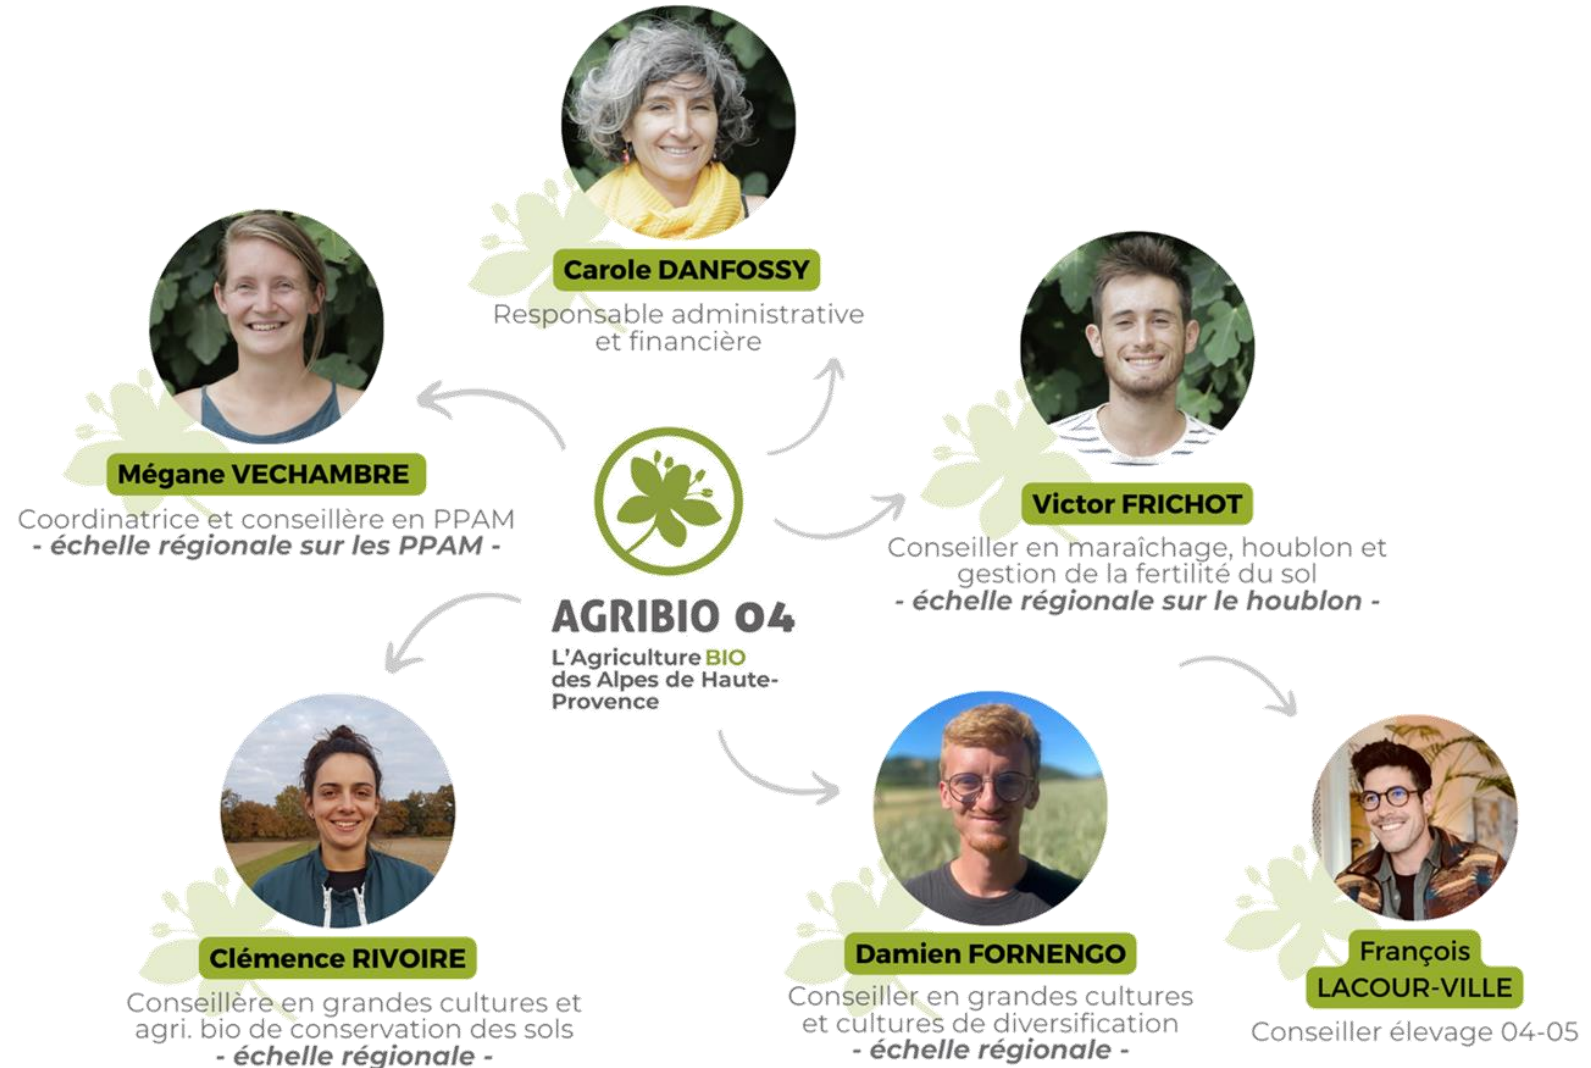 Carole DANFOSSY
Responsable administrative
et financière
Mégane VECHAMBRE
Coordinatrice et conseillère en PPAM
- échelle régionale sur les PPAM -
Victor FRICHOT
Conseiller en maraîchage, houblon et
gestion de la fertilité du sol
- échelle régionale sur le houblon -
AGRIBIO 04
L'Agriculture BIO
des Alpes de Haute-
Provence
Clémence RIVOIRE
Conseillère en grandes cultures et
agri. bio de conservation des sols
- échelle régionale -
Damien FORNENGO
Conseiller en grandes cultures
et cultures de diversification
- échelle régionale -
François
LACOUR-VILLE
Conseiller élevage 04-05